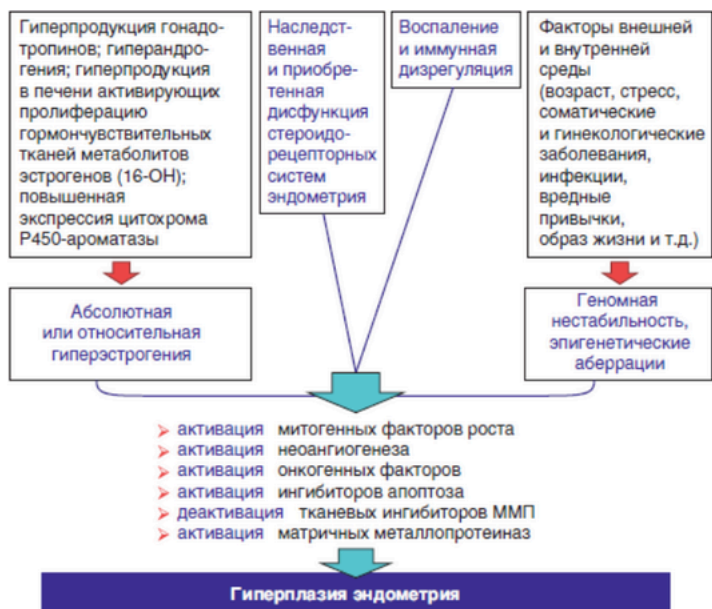 Гиперпродукция гонадо-
тропинов; гиперандро-
гения; гиперпродукция
в печени активирующих
пролиферацию
гормончувствительных
тканей метаболитов
эстрогенов (16-ОН);
повышенная
экспрессия цитохрома
Р450-ароматазы
Наследст-
венная
и приобре-
тенная
дисфункция
стероидо-
рецепторных
систем
эндометрия
Воспаление
и иммунная
дизрегуляция
Факторы внешней
и внутренней
среды
(возраст, стресс,
соматические
и гинекологические
заболевания,
инфекции,
вредные
привычки,
образ жизни и т.д.)
Абсолютная
или относительная
гиперэстрогения
Геномная
нестабильность,
эпигенетические
аберрации
активация митогенных факторов роста
активация неоангиогенеза
активация онкогенных факторов
активация ингибиторов апоптоза
деактивация тканевых ингибиторов ММП
активация матричных металлопротеиназ
Гиперплазия эндометрия